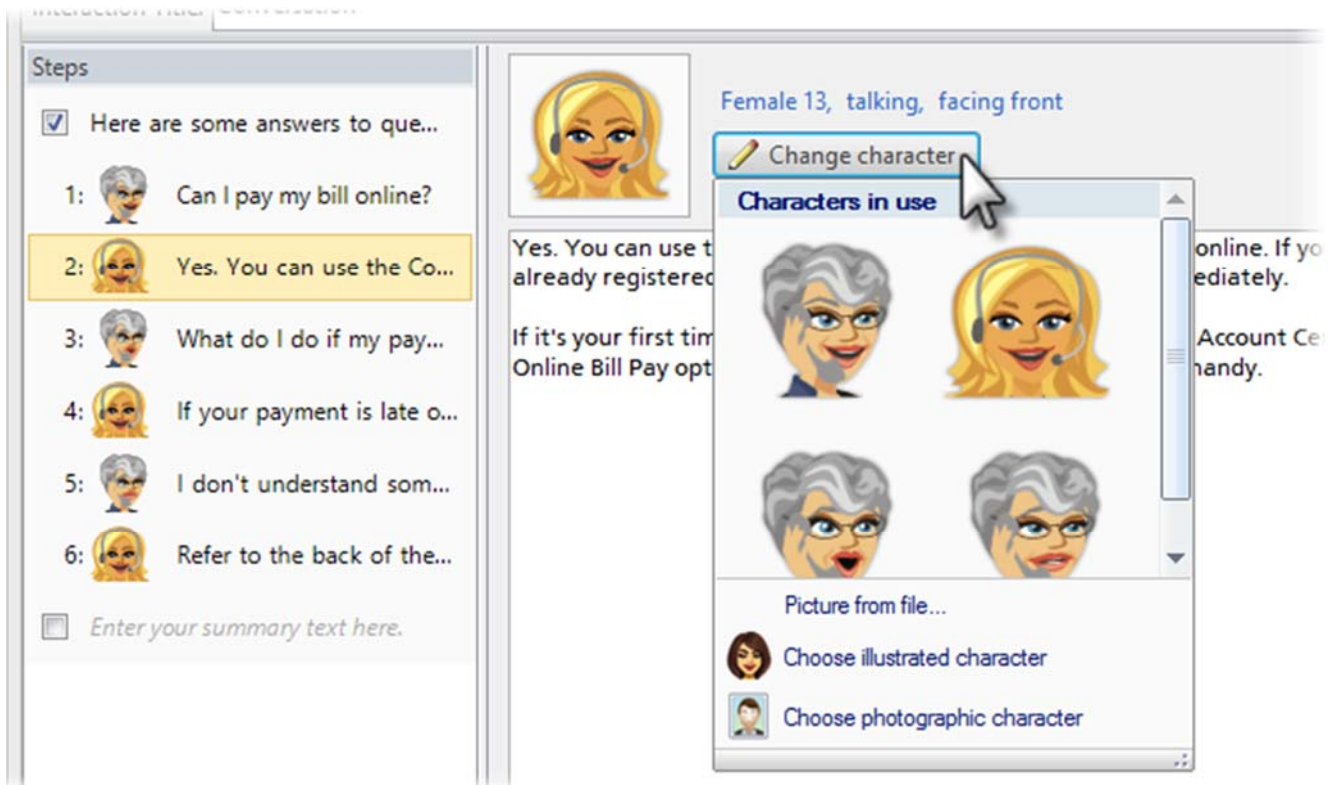 Steps
Here are some answers to que...
1: Can I pay my bill online?
2: Yes. You can use the Co...
3: What do I do if my pay...
4: If your payment is late o...
5: I don't understand som...
6: Refer to the back of the...
Enter your summary text here.
Female 13, talking, facing front
Change character
Characters in use
Yes. You can use t online. If yo
already registered ediately.
If it's your first tim Account Ce
Online Bill Pay opt handy.
Picture from file...
Choose illustrated character
Choose photographic character